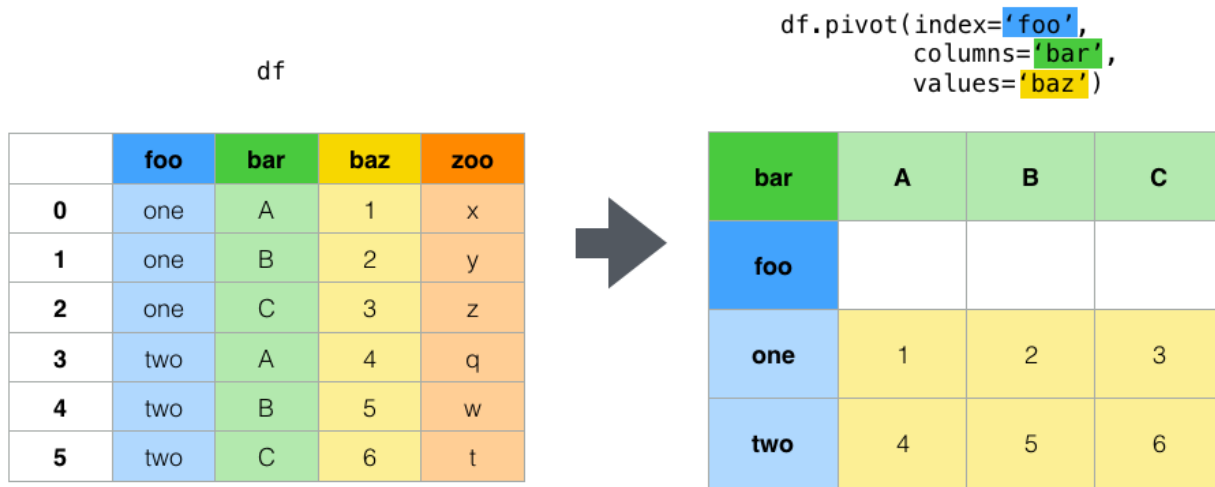 df
foo bar baz zoo
0 one A 1 x
1 one B 2 y
2 one C 3 z
3 two A 4 q
4 two B 5 w
5 two C 6 t
df.pivot(index=‘foo’,
columns=‘bar’,
values=‘baz’)
bar A B C
foo
one 1 2 3
two 4 5 6